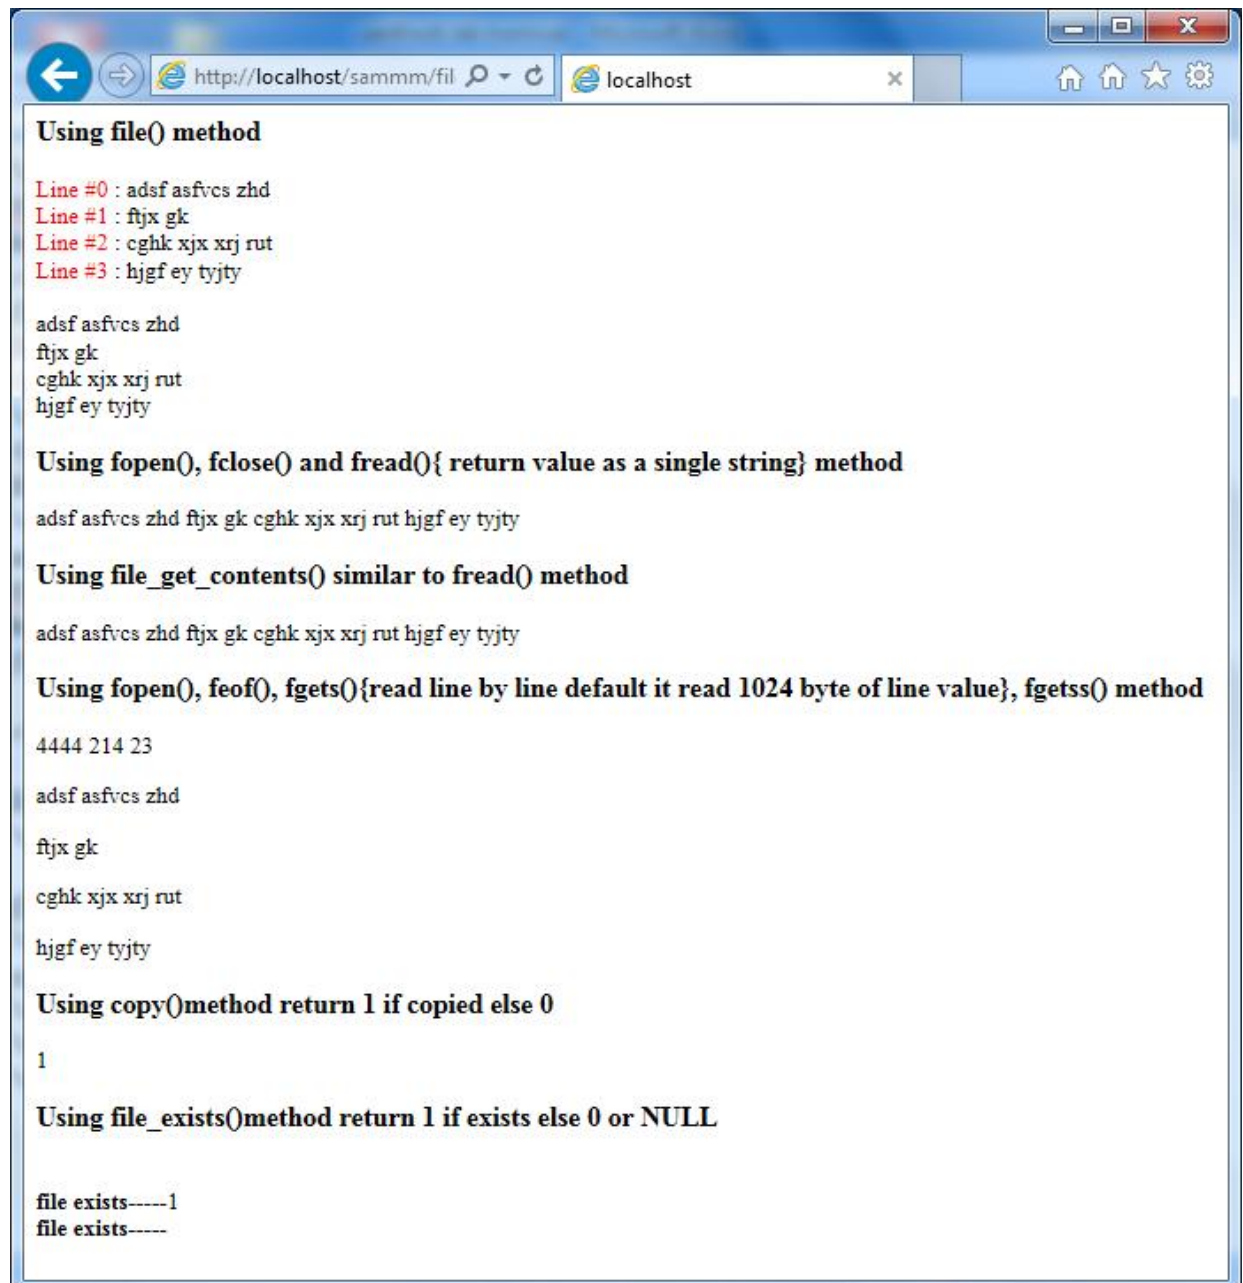 http://localhost/sammm/fil
localhost
Using file() method
Line #0 : adsf asfvcs zhd
Line #1 : ftjx gk
Line #2 : cghk xjx xrj rut
Line #3 : hjgf ey tyjty
adsf asfvcs zhd
ftjx gk
cghk xjx xrj rut
hjgf ey tyjty
Using fopen(), fclose() and fread(){ return value as a single string} method
adsf asfvcs zhd ftjx gk cghk xjx xrj rut hjgf ey tyjty
Using file_get_contents() similar to fread() method
adsf asfvcs zhd ftjx gk cghk xjx xrj rut hjgf ey tyjty
Using fopen(), feof(), fgets(){read line by line default it read 1024 byte of line value}, fgetss() method
4444 214 23
adsf asfvcs zhd
ftjx gk
cghk xjx xrj rut
hjgf ey tyjty
Using copy()method return 1 if copied else 0
1
Using file_exists()method return 1 if exists else 0 or NULL
file exists-----1
file exists-----